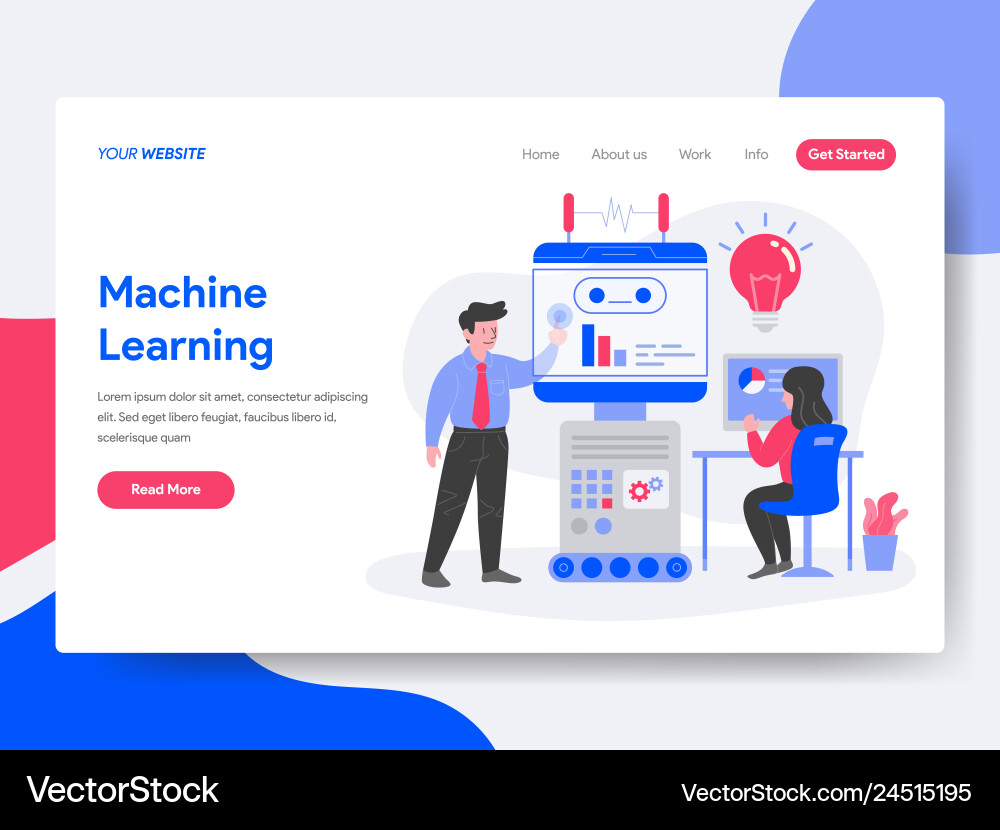 YOUR WEBSITE
Home About us Work Info Get Started
Machine
Learning
Lorem ipsum dolor sit amet, consectetur adipiscing
elit. Sed eget libero feugiat, faucibus libero id,
scelerisque quam
Read More
VectorStock
VectorStock.com/24515195